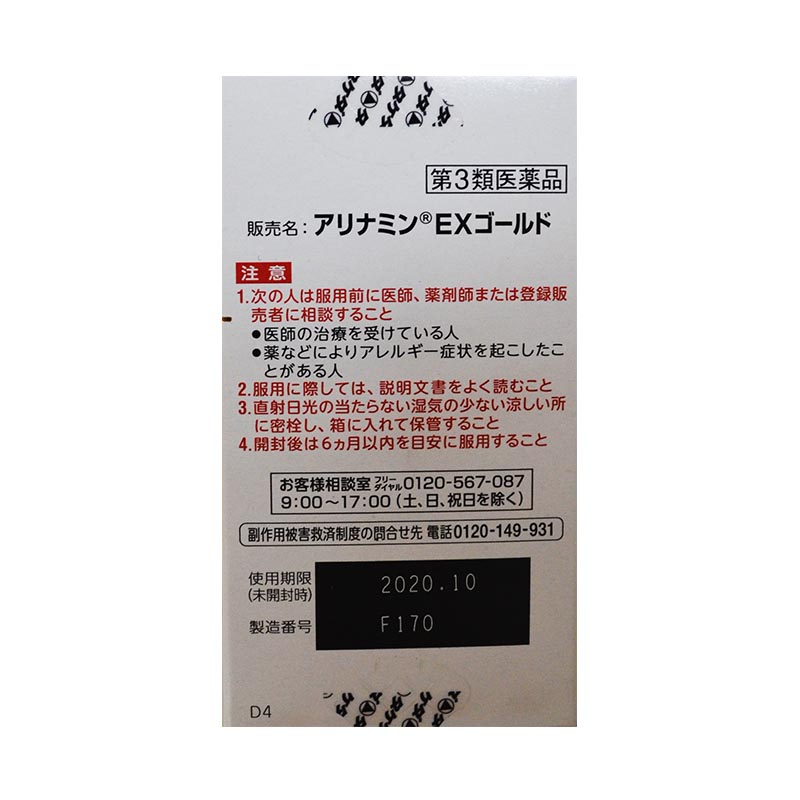 第3類医薬品
販売名：アリナミン®EXゴールド
注意
1.次の人は服用前に医師、薬剤師または登録販
売者に相談すること
●医師の治療を受けている人
●薬などによりアレルギー症状を起こしたこ
とがある人
2.服用に際しては、説明文書をよく読むこと
3.直射日光の当たらない湿気の少ない涼しい所
に密栓し、箱に入れて保管すること
4.開封後は6ヵ月以内を目安に服用すること
お客様相談室 フリーダイヤル 0120-567-087
9:00～17:00(土、日、祝日を除く)
副作用被害救済制度の問合せ先 電話0120-149-931
使用期限 2020.10
(未開封時)
製造番号 F170
D4